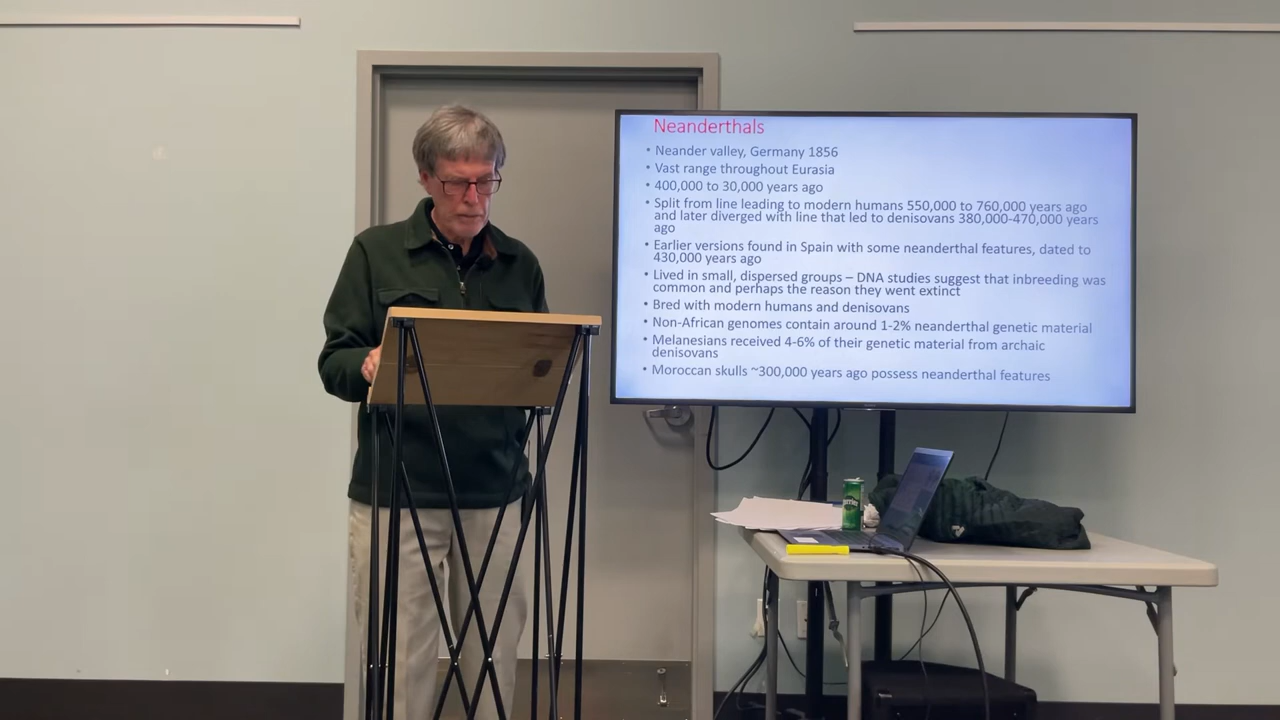 Neanderthals
• Neander valley, Germany 1856
• Vast range throughout Eurasia
• 400,000 to 30,000 years ago
• Split from line leading to modern humans 550,000 to 760,000 years ago
and later diverged with line that led to denisovans 380,000-470,000 years
ago
• Earlier versions found in Spain with some neanderthal features, dated to
430,000 years ago
• Lived in small, dispersed groups – DNA studies suggest that inbreeding was
common and perhaps the reason they went extinct
• Bred with modern humans and denisovans
• Non-African genomes contain around 1-2% neanderthal genetic material
• Melanesians received 4-6% of their genetic material from archaic
denisovans
• Moroccan skulls ~300,000 years ago possess neanderthal features
perrier